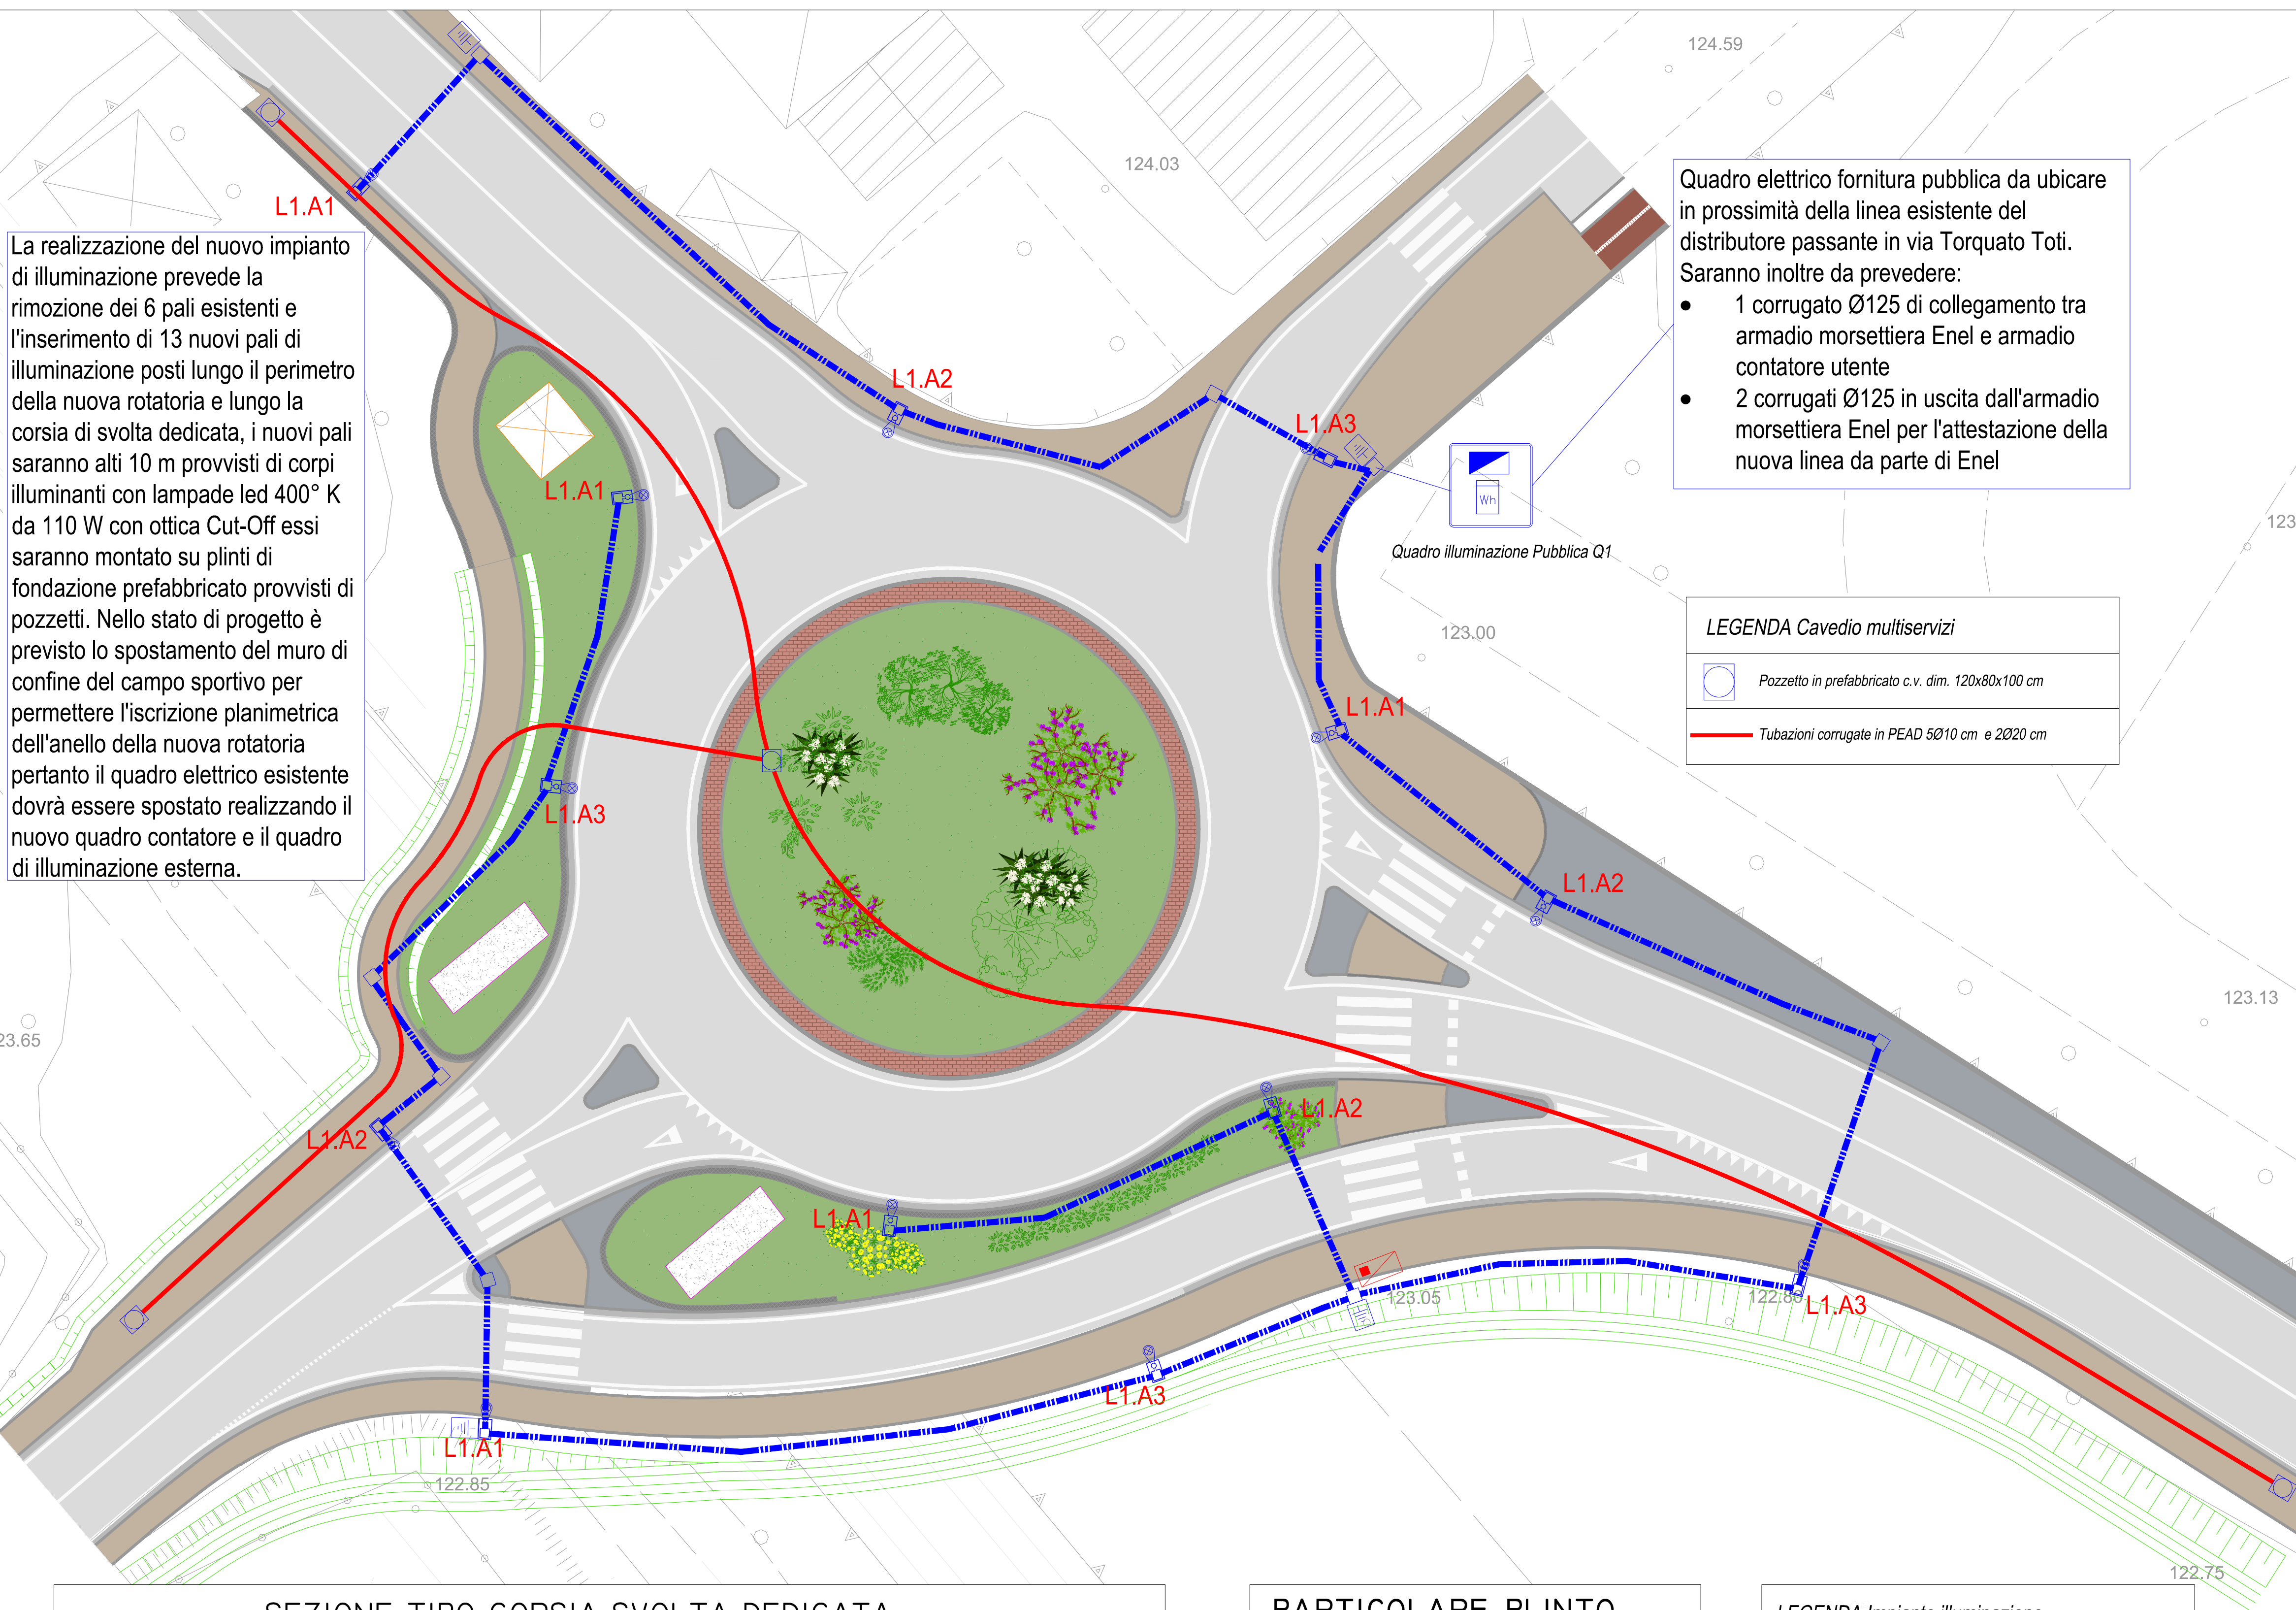 124.59
124.03
L1.A1
Quadro elettrico fornitura pubblica da ubicare
in prossimità della linea esistente del
distributore passante in via Torquato Toti.
Saranno inoltre da prevedere:
● 1 corrugato Ø125 di collegamento tra
armadio morsettiera Enel e armadio
contatore utente
● 2 corrugati Ø125 in uscita dall'armadio
morsettiera Enel per l'attestazione della
nuova linea da parte di Enel
La realizzazione del nuovo impianto
di illuminazione prevede la
rimozione dei 6 pali esistenti e
l'inserimento di 13 nuovi pali di
illuminazione posti lungo il perimetro
della nuova rotatoria e lungo la
corsia di svolta dedicata, i nuovi pali
saranno alti 10 m provvisti di corpi
illuminanti con lampade led 400° K
da 110 W con ottica Cut-Off essi
saranno montato su plinti di
fondazione prefabbricato provvisti di
pozzetti. Nello stato di progetto è
previsto lo spostamento del muro di
confine del campo sportivo per
permettere l'iscrizione planimetrica
dell'anello della nuova rotatoria
pertanto il quadro elettrico esistente
dovrà essere spostato realizzando il
nuovo quadro contatore e il quadro
di illuminazione esterna.
L1.A2
L1.A3
L1.A1
Wh
123
Quadro illuminazione Pubblica Q1
123.00
LEGENDA Cavedio multiservizi
Pozzetto in prefabbricato c.v. dim. 120x80x100 cm
Tubazioni corrugate in PEAD 5Ø10 cm e 2Ø20 cm
L1.A1
L1.A3
L1.A2
123.13
23.65
L1.A2
L1.A2
L1.A1
123.05
122.80
L1.A3
L1.A3
L1.A1
122.85
122.75
SEZIONE TIPO CORSIA SVOLTA DEDICATA
PARTICOLARE PLINTO
LEGENDA Impianto illuminazione